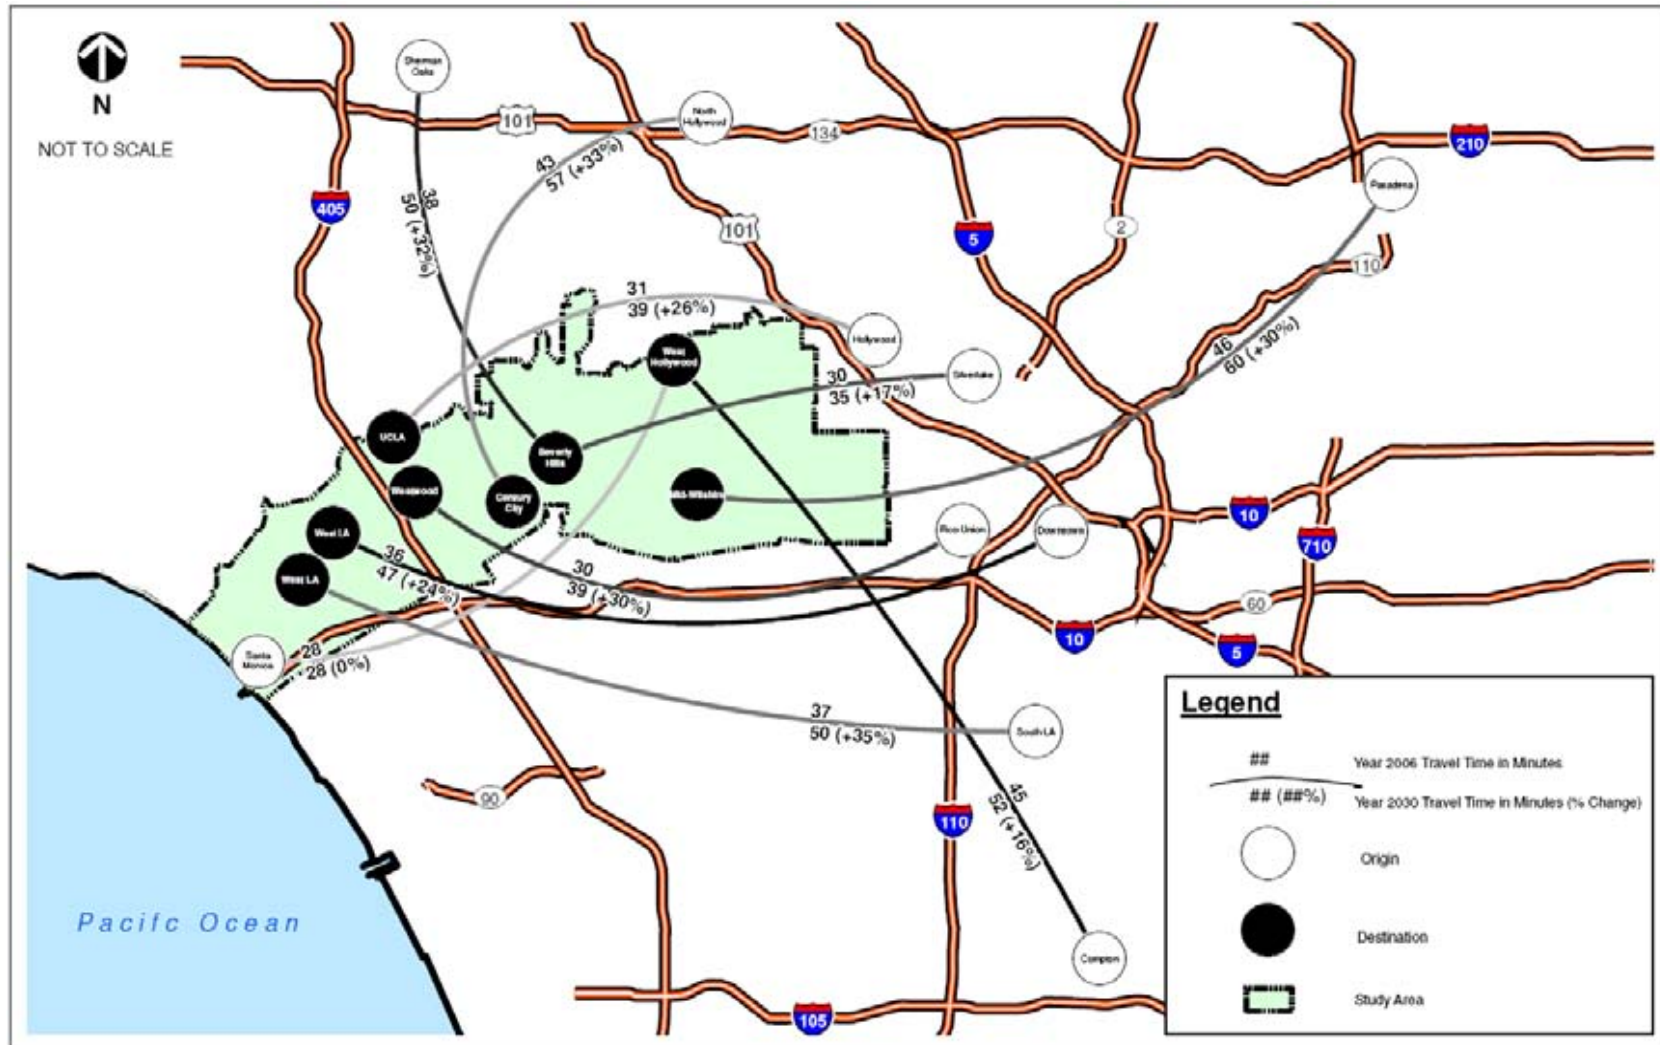 N
NOT TO SCALE
Sherman
Oaks
North
Hollywood
101
134
210
405
Pasadena
43
57 (+33%)
38
50 (+32%)
101
5
2
110
31
39 (+26%)
Hollywood
West
Hollywood
46
60 (+30%)
Silverlake
30
35 (+17%)
UCLA
Beverly
Hills
Westwood
Century
City
Mid-Wilshire
West LA
Pico-Union
Downtown
10
710
36
47 (+24%)
West LA
30
39 (+30%)
60
10
5
Santa
Monica
28
28 (0%)
37
50 (+35%)
South LA
90
110
45
52 (+16%)
Compton
105
Pacifc Ocean
Legend
##
Year 2006 Travel Time in Minutes
## (##%)
Year 2030 Travel Time in Minutes (% Change)
Origin
Destination
Study Area